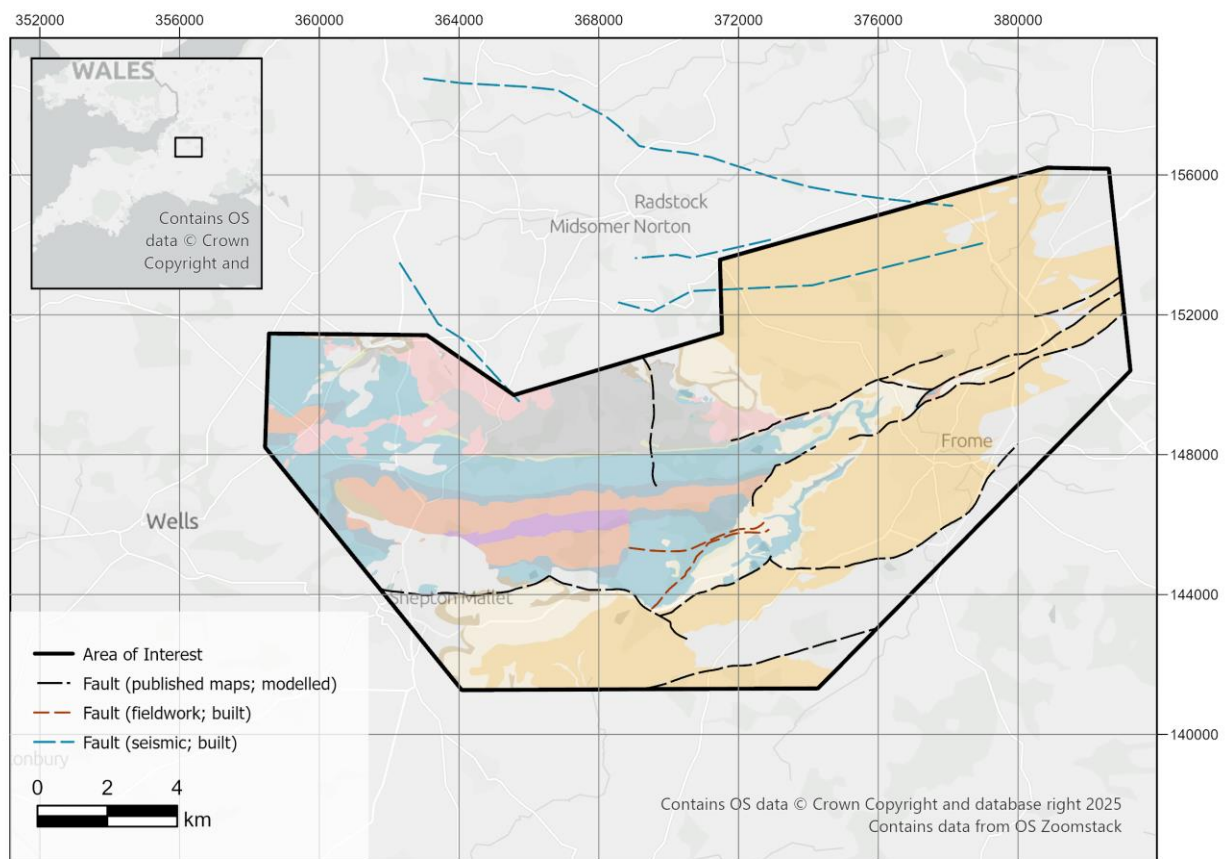 352000 356000 360000 364000 368000 372000 376000 380000
WALES
Contains OS
data © Crown
Copyright and
156000
Radstock
Midsomer Norton
152000
Frome
148000
Wells
Shepton Mallet
144000
Area of Interest
Fault (published maps; modelled)
Fault (fieldwork; built)
Fault (seismic; built)
140000
onbury
0 2 4
km
Contains OS data © Crown Copyright and database right 2025
Contains data from OS Zoomstack